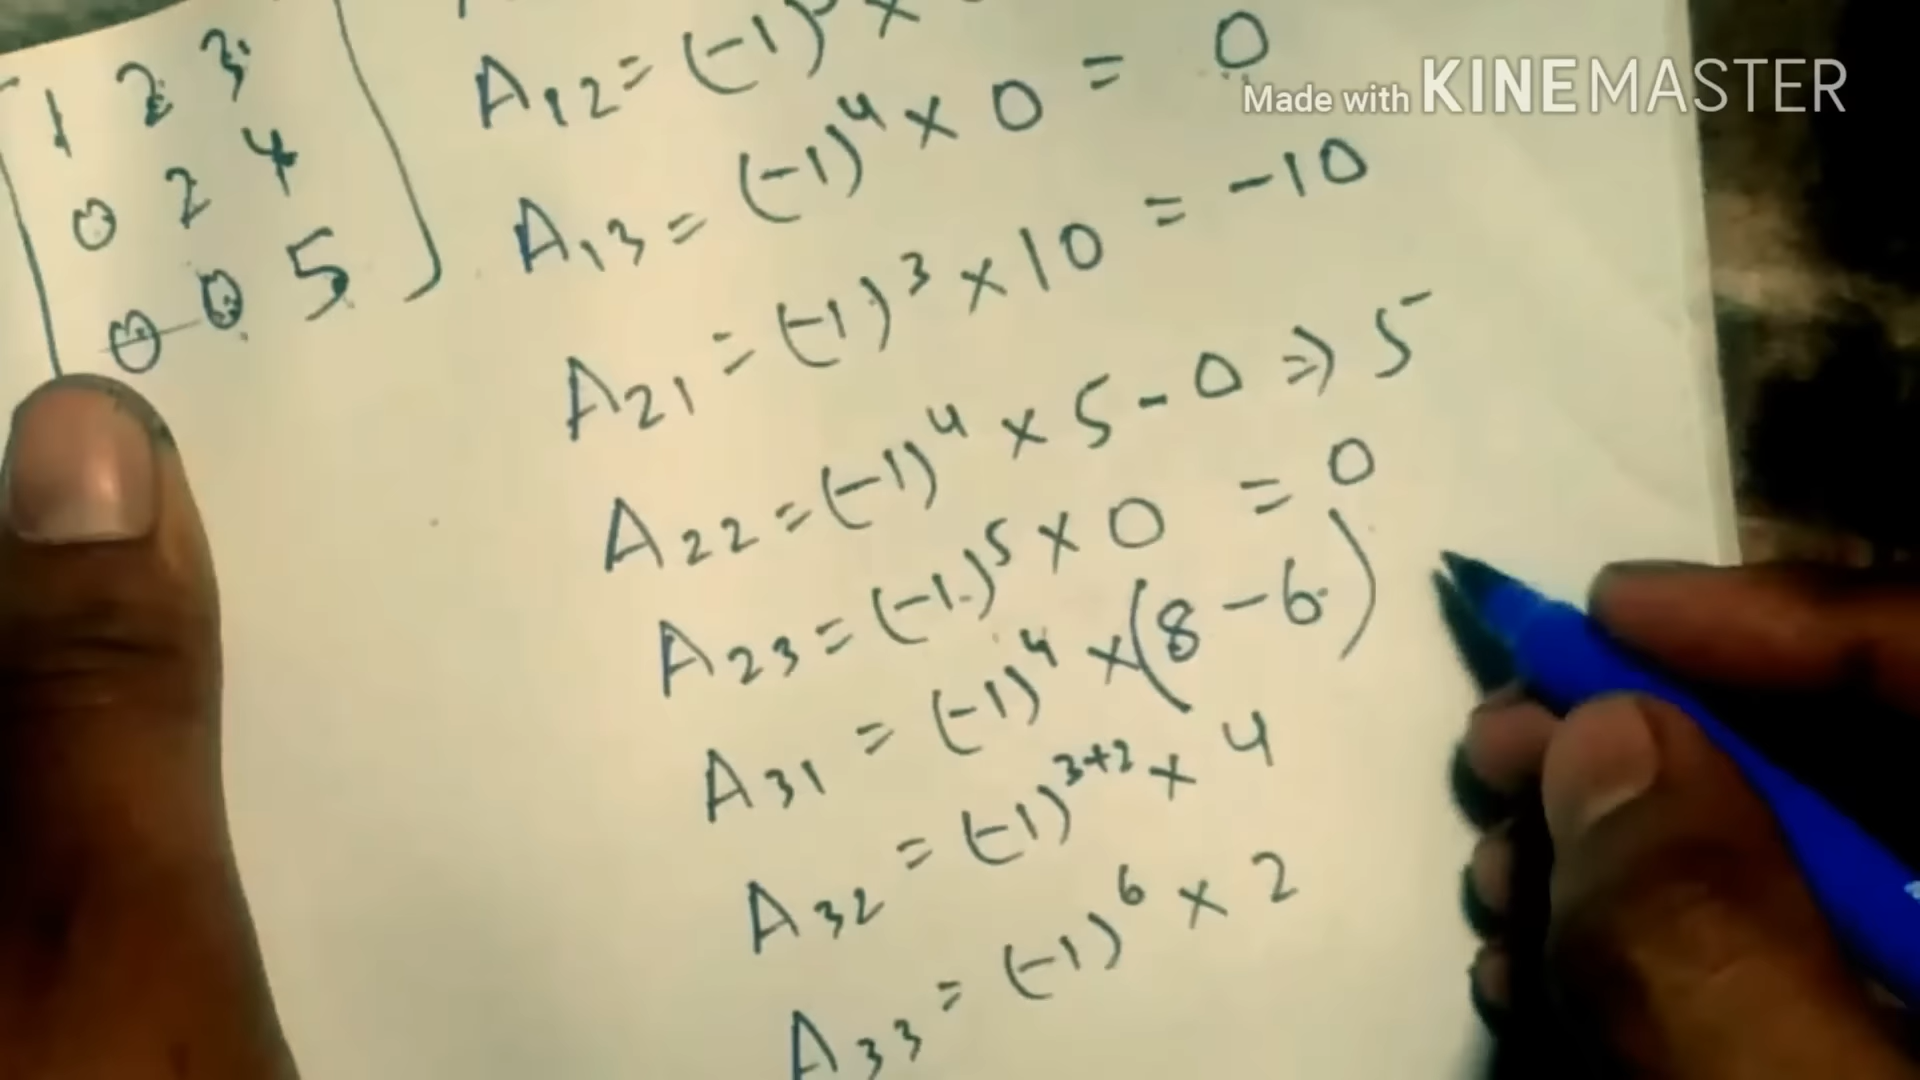 1 2 3
0 2 4
0 0 5
A12 = (-1)³ ×
A13 = (-1)⁴ × 0 = 0
A21 = (-1)³ × 10 = -10
A22 = (-1)⁴ × 5 - 0 ⇒ 5
A23 = (-1)⁵ × 0 = 0
A31 = (-1)⁴ × (8 - 6)
A32 = (-1)³⁺² × 4
A33 = (-1)⁶ × 2
Made with KINEMASTER